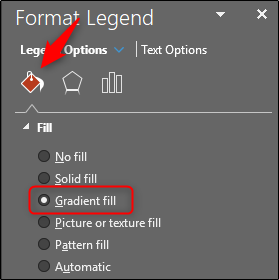 Format Legend
Legend Options Text Options
Fill
No fill
Solid fill
Gradient fill
Picture or texture fill
Pattern fill
Automatic